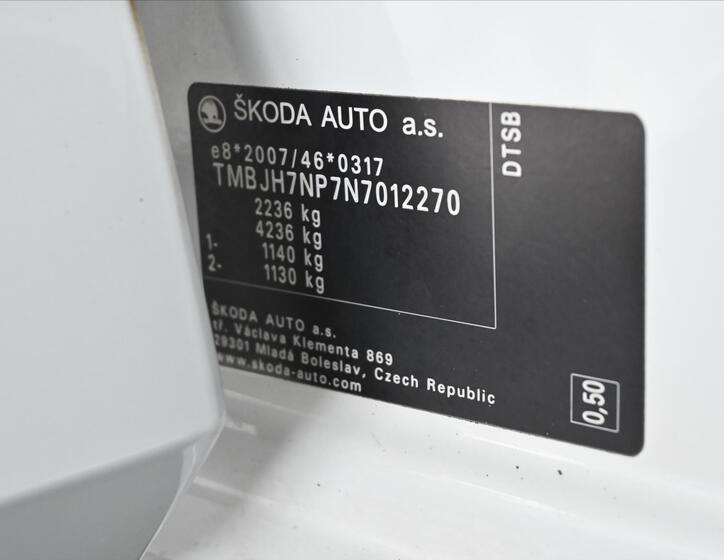 ŠKODA AUTO a.s.
e8*2007/46*0317
TMBJH7NP7N7012270
2236 kg
4236 kg
1- 1140 kg
2- 1130 kg
DTSB
ŠKODA AUTO a.s.
tř. Václava Klementa 869
29301 Mladá Boleslav, Czech Republic
www.skoda-auto.com
0,50